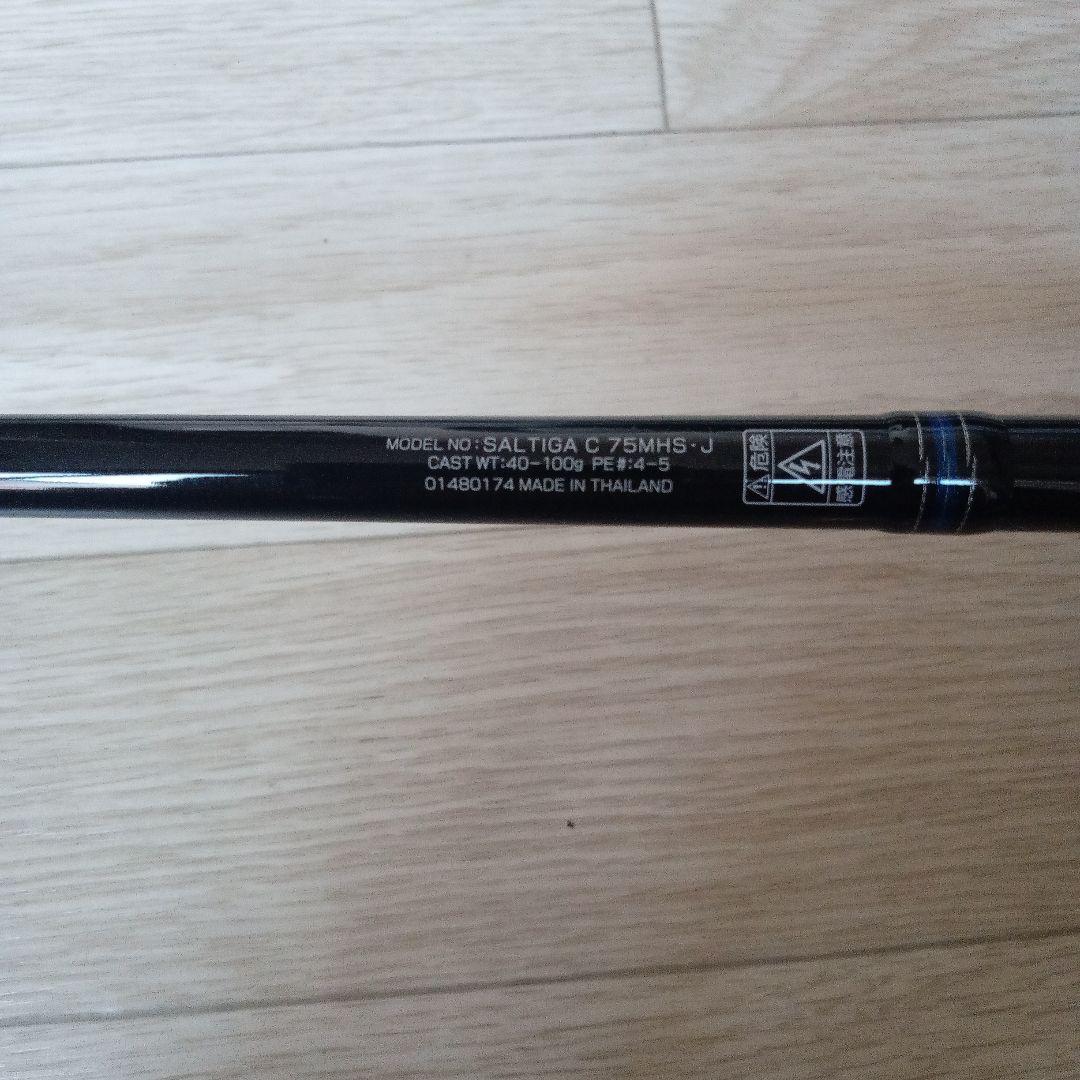 MODEL NO:SALTIGA C 75MHS・J
CAST WT:40-100g PE#:4-5
01480174 MADE IN THAILAND
危険
感電注意